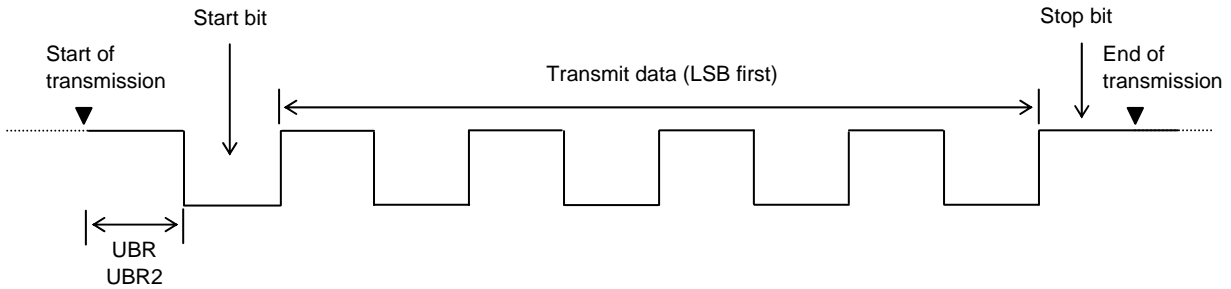 Start bit
Stop bit
Start of
transmission
Transmit data (LSB first)
End of
transmission
UBR
UBR2